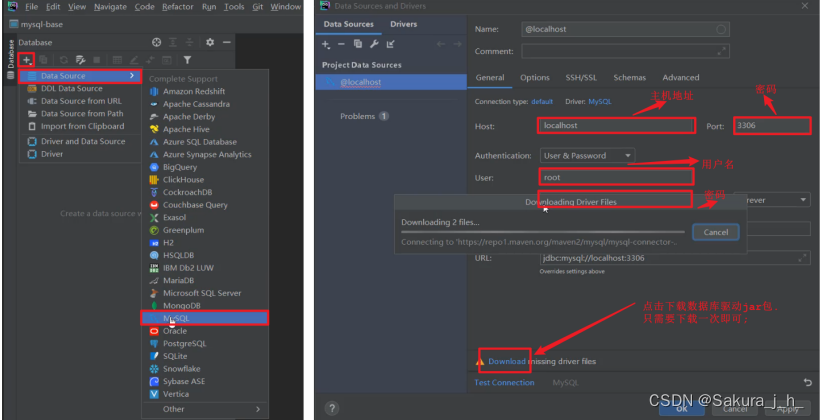 File Edit View Navigate Code Refactor Run Tools Git Window
mysql-base
Database
Database
Data Source
DDL Data Source
Data Source from URL
Data Source from Path
Import from Clipboard
Driver and Data Source
Driver
Create a data source w
Complete Support
Amazon Redshift
Apache Cassandra
Apache Derby
Apache Hive
Azure SQL Database
Azure Synapse Analytics
BigQuery
ClickHouse
CockroachDB
Couchbase Query
Exasol
Greenplum
H2
HSQLDB
IBM Db2 LUW
MariaDB
Microsoft SQL Server
MongoDB
MySQL
Oracle
PostgreSQL
SQLite
Snowflake
Sybase ASE
Vertica
Other
Data Sources and Drivers
Data Sources Drivers
Project Data Sources
@localhost
Problems 1
Name: @localhost
Comment:
General Options SSH/SSL Schemas Advanced
Connection type: default Driver: MySQL
主机地址
密码
Host: localhost Port: 3306
Authentication: User & Password
用户名
User: root
密码
rever
Downloading Driver Files
Downloading 2 files...
Connecting to 'https://repo1.maven.org/maven2/mysql/mysql-connector-.
Cancel
URL: jdbc:mysql://localhost:3306
Overrides settings above
点击下载数据库驱动jar包.
只需要下载一次即可;
Download missing driver files
Test Connection MySQL
? OK Cancel Apply
CSDN @Sakura_j_h_